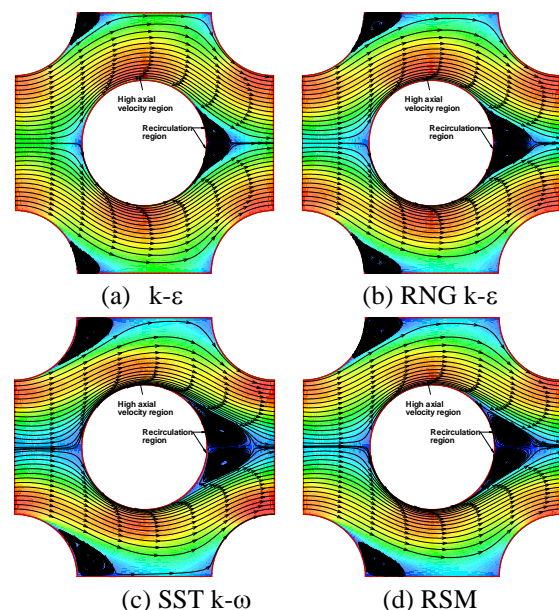 High axial velocity region
Recirculation region
High axial velocity region
Recirculation region
(a) k-ε
(b) RNG k-ε
High axial velocity region
Recirculation region
High axial velocity region
Recirculation region
(c) SST k-ω
(d) RSM